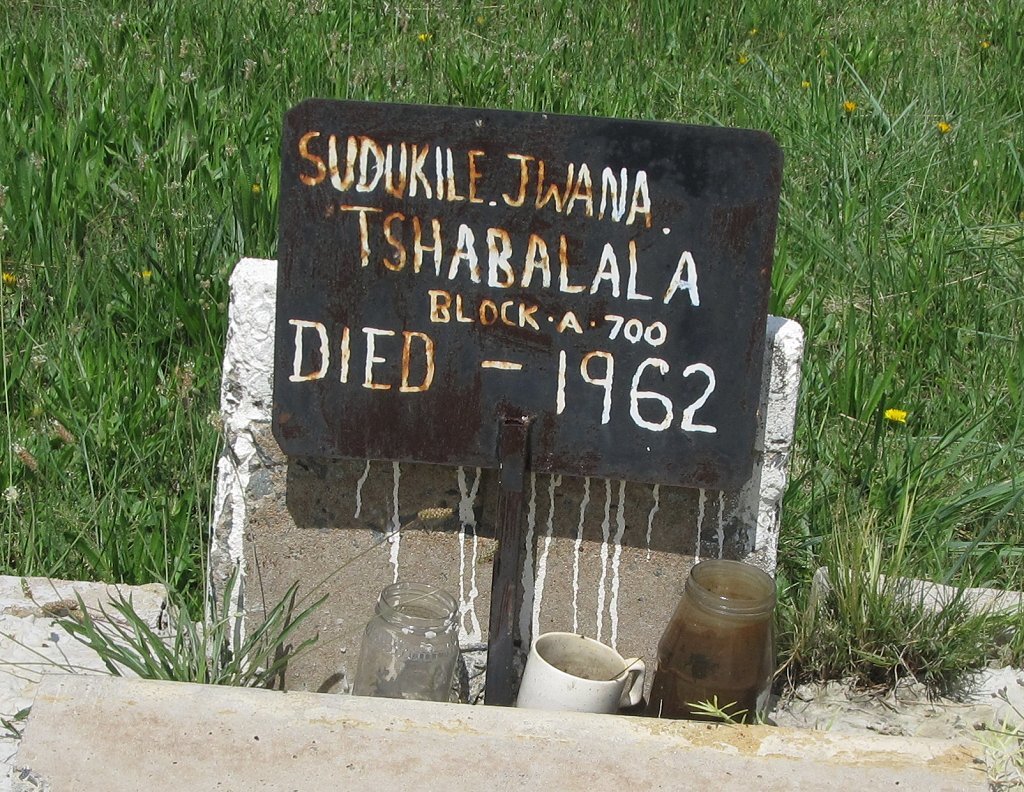 SUDUKILE. JWANA.
TSHABALALA
BLOCK·A·700
DIED - 1962